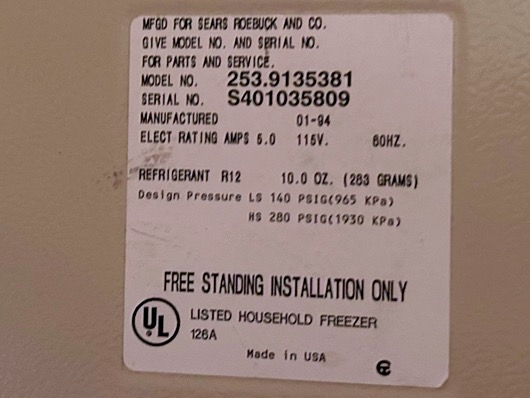 MFGD FOR SEARS ROEBUCK AND CO.
GIVE MODEL NO. AND SERIAL NO.
FOR PARTS AND SERVICE.
MODEL NO. 253.9135381
SERIAL NO. S401035809
MANUFACTURED 01-94
ELECT RATING AMPS 5.0 115V. 60HZ.
REFRIGERANT R12 10.0 OZ. (283 GRAMS)
Design Pressure LS 140 PSIG(965 KPa)
HS 280 PSIG(1930 KPa)
FREE STANDING INSTALLATION ONLY
UL LISTED HOUSEHOLD FREEZER
126A
Made in USA